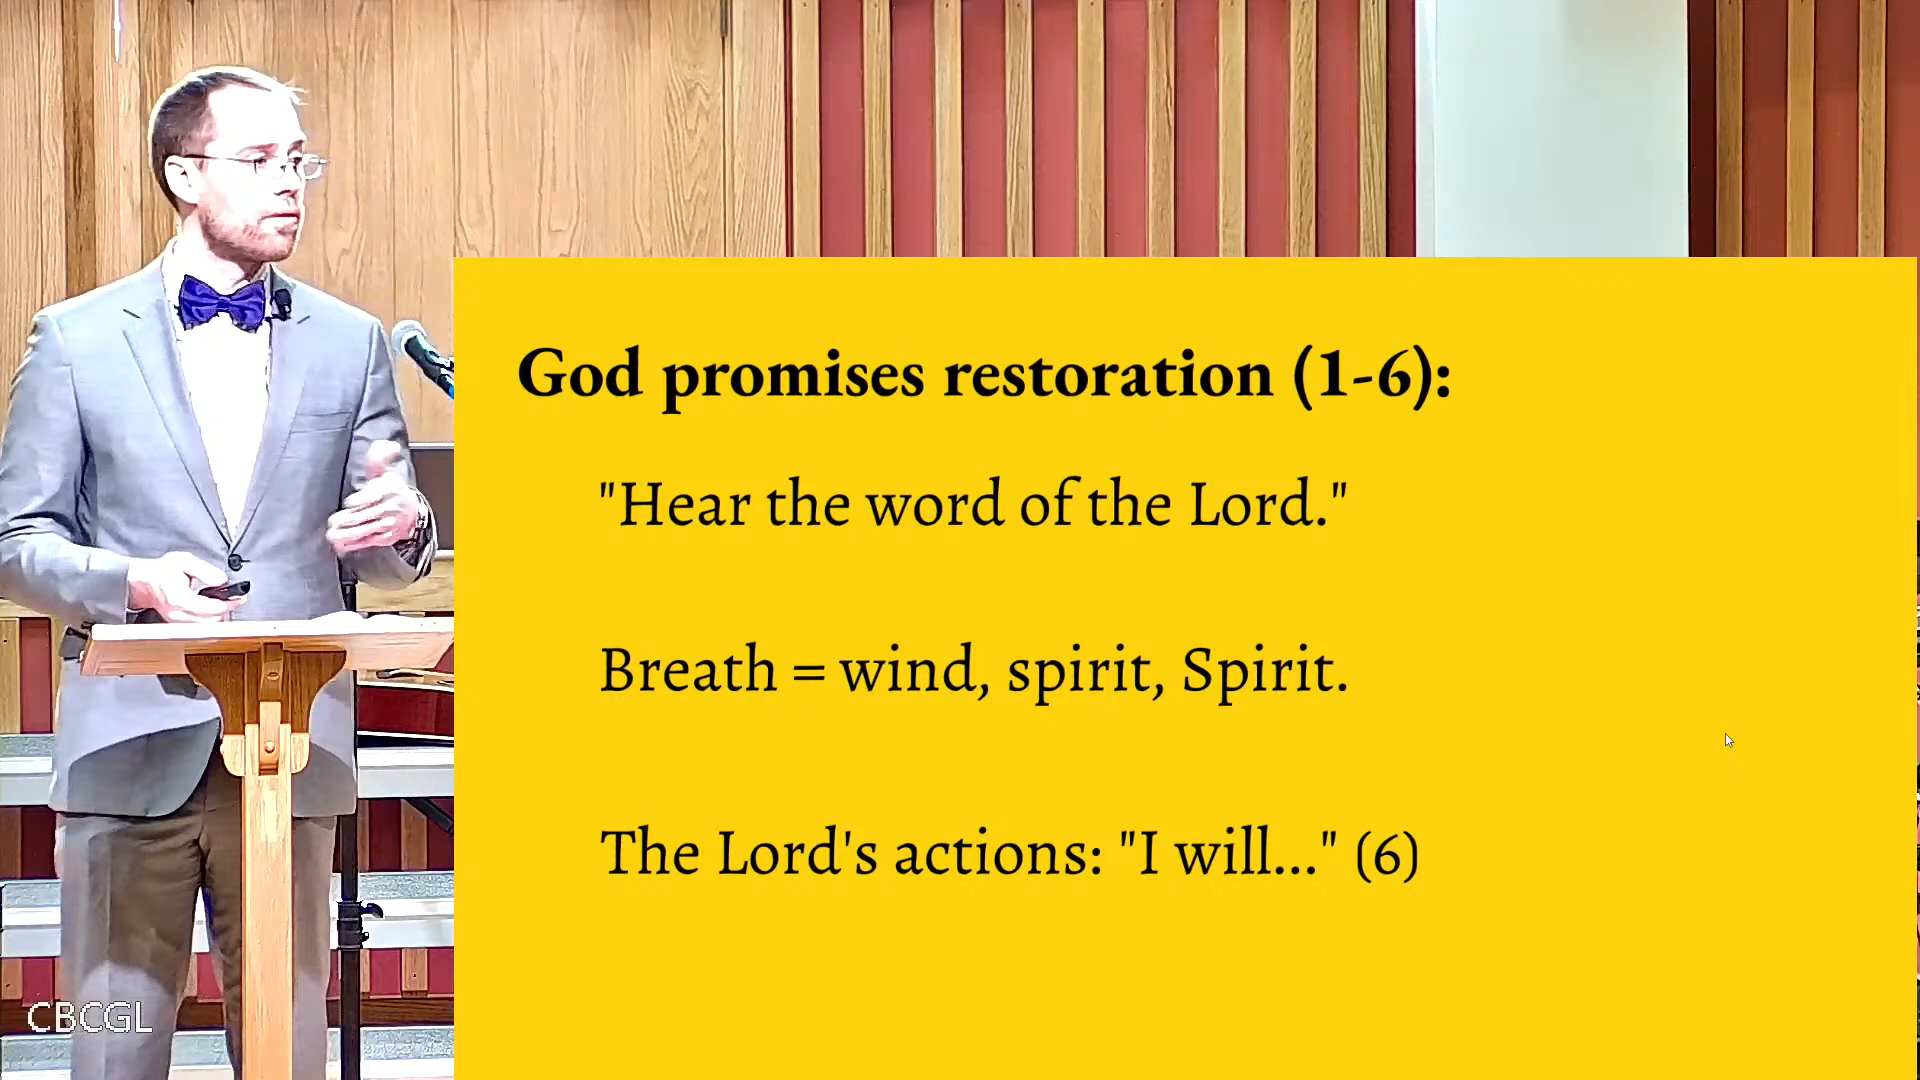 God promises restoration (1-6):
"Hear the word of the Lord."
Breath = wind, spirit, Spirit.
The Lord's actions: "I will..." (6)
CBCGL